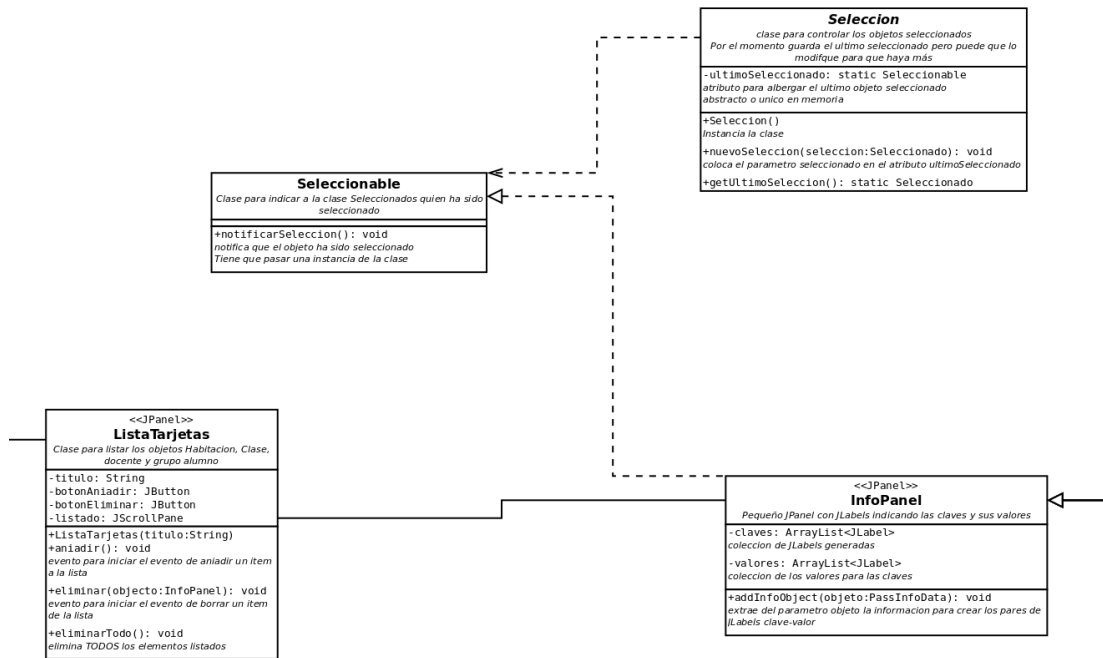 Seleccion
clase para controlar los objetos seleccionados
Por el momento guarda el ultimo seleccionado pero puede que lo
modifque para que haya más
-ultimoSeleccionado: static Seleccionable
atributo para albergar el ultimo objeto seleccionado
abstracto o unico en memoria
+Seleccion()
Instancia la clase
+nuevoSeleccion(seleccion:Seleccionado): void
coloca el parametro seleccionado en el atributo ultimoSeleccionado
+getUltimoSeleccion(): static Seleccionado
Seleccionable
Clase para indicar a la clase Seleccionados quien ha sido
seleccionado
+notificarSeleccion(): void
notifica que el objeto ha sido seleccionado
Tiene que pasar una instancia de la clase
<<JPanel>>
ListaTarjetas
Clase para listar los objetos Habitacion, Clase,
docente y grupo alumno
-titulo: String
-botonAniadir: JButton
-botonEliminar: JButton
-listado: JScrollPane
+ListaTarjetas(titulo:String)
+aniadir(): void
evento para iniciar el evento de aniadir un item
a la lista
+eliminar(objecto:InfoPanel): void
evento para iniciar el evento de borrar un item
de la lista
+eliminarTodo(): void
elimina TODOS los elementos listados
<<JPanel>>
InfoPanel
Pequeño JPanel con JLabels indicando las claves y sus valores
-claves: ArrayList<JLabel>
coleccion de JLabels generadas
-valores: ArrayList<JLabel>
coleccion de los valores para las claves
+addInfoObject(objeto:PassInfoData): void
extrae del parametro objeto la informacion para crear los pares de
JLabels clave-valor